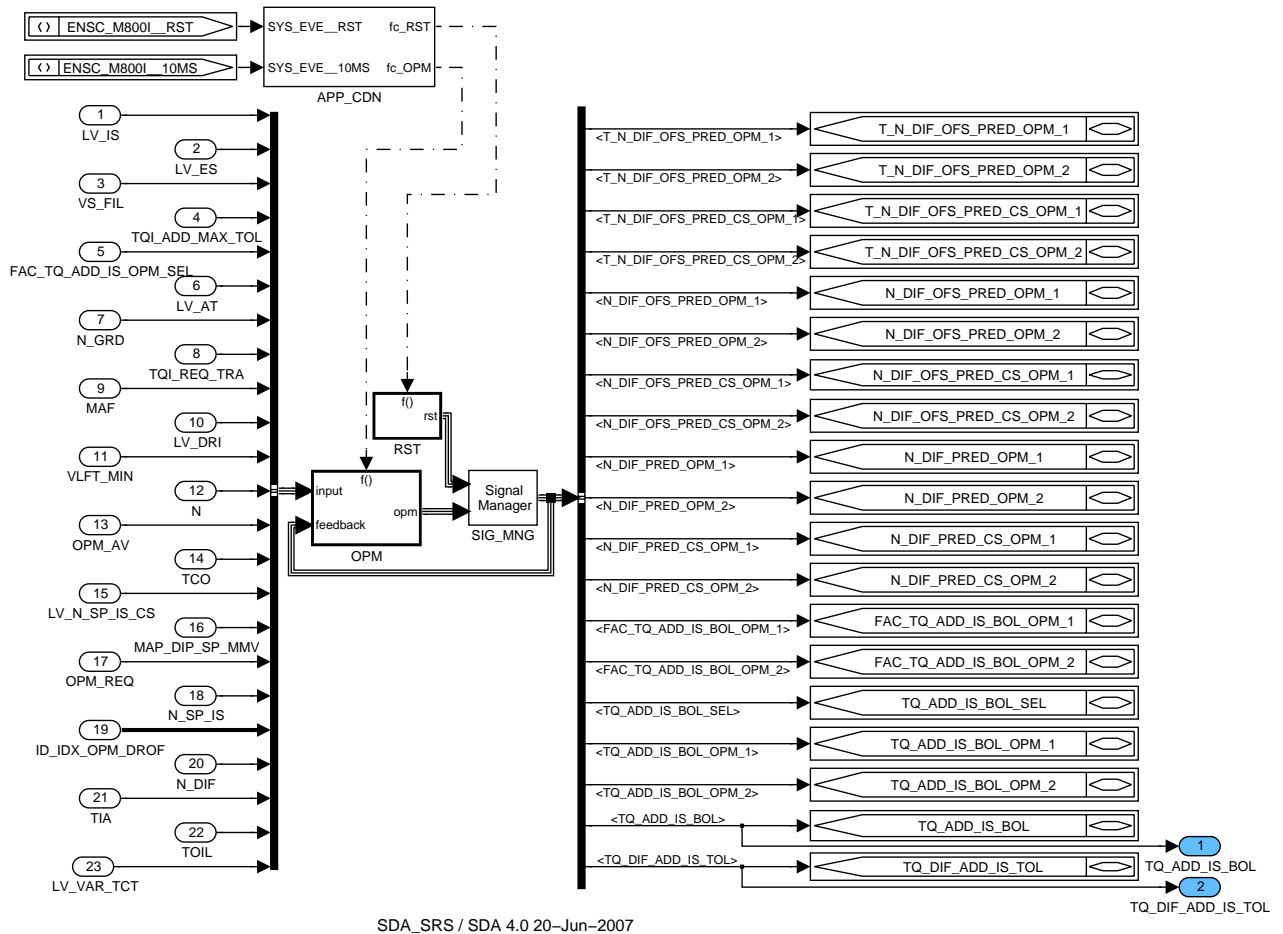 ENSC_M800I__RST
ENSC_M800I__10MS
SYS_EVE__RST
fc_RST
SYS_EVE__10MS
fc_OPM
APP_CDN
1
LV_IS
2
LV_ES
3
VS_FIL
4
TQI_ADD_MAX_TOL
5
FAC_TQ_ADD_IS_OPM_SEL
6
LV_AT
7
N_GRD
8
TQI_REQ_TRA
9
MAF
10
LV_DRI
11
VLFT_MIN
12
N
13
OPM_AV
14
TCO
15
LV_N_SP_IS_CS
16
MAP_DIP_SP_MMV
17
OPM_REQ
18
N_SP_IS
19
ID_IDX_OPM_DROF
20
N_DIF
21
TIA
22
TOIL
23
LV_VAR_TCT
f()
rst
RST
f()
input
feedback
opm
OPM
Signal
Manager
SIG_MNG
<T_N_DIF_OFS_PRED_OPM_1>
T_N_DIF_OFS_PRED_OPM_1
<T_N_DIF_OFS_PRED_OPM_2>
T_N_DIF_OFS_PRED_OPM_2
<T_N_DIF_OFS_PRED_CS_OPM_1>
T_N_DIF_OFS_PRED_CS_OPM_1
<T_N_DIF_OFS_PRED_CS_OPM_2>
T_N_DIF_OFS_PRED_CS_OPM_2
<N_DIF_OFS_PRED_OPM_1>
N_DIF_OFS_PRED_OPM_1
<N_DIF_OFS_PRED_OPM_2>
N_DIF_OFS_PRED_OPM_2
<N_DIF_OFS_PRED_CS_OPM_1>
N_DIF_OFS_PRED_CS_OPM_1
<N_DIF_OFS_PRED_CS_OPM_2>
N_DIF_OFS_PRED_CS_OPM_2
<N_DIF_PRED_OPM_1>
N_DIF_PRED_OPM_1
<N_DIF_PRED_OPM_2>
N_DIF_PRED_OPM_2
<N_DIF_PRED_CS_OPM_1>
N_DIF_PRED_CS_OPM_1
<N_DIF_PRED_CS_OPM_2>
N_DIF_PRED_CS_OPM_2
<FAC_TQ_ADD_IS_BOL_OPM_1>
FAC_TQ_ADD_IS_BOL_OPM_1
<FAC_TQ_ADD_IS_BOL_OPM_2>
FAC_TQ_ADD_IS_BOL_OPM_2
<TQ_ADD_IS_BOL_SEL>
TQ_ADD_IS_BOL_SEL
<TQ_ADD_IS_BOL_OPM_1>
TQ_ADD_IS_BOL_OPM_1
<TQ_ADD_IS_BOL_OPM_2>
TQ_ADD_IS_BOL_OPM_2
<TQ_ADD_IS_BOL>
TQ_ADD_IS_BOL
<TQ_DIF_ADD_IS_TOL>
TQ_DIF_ADD_IS_TOL
1
TQ_ADD_IS_BOL
2
TQ_DIF_ADD_IS_TOL
SDA_SRS / SDA 4.0 20−Jun−2007